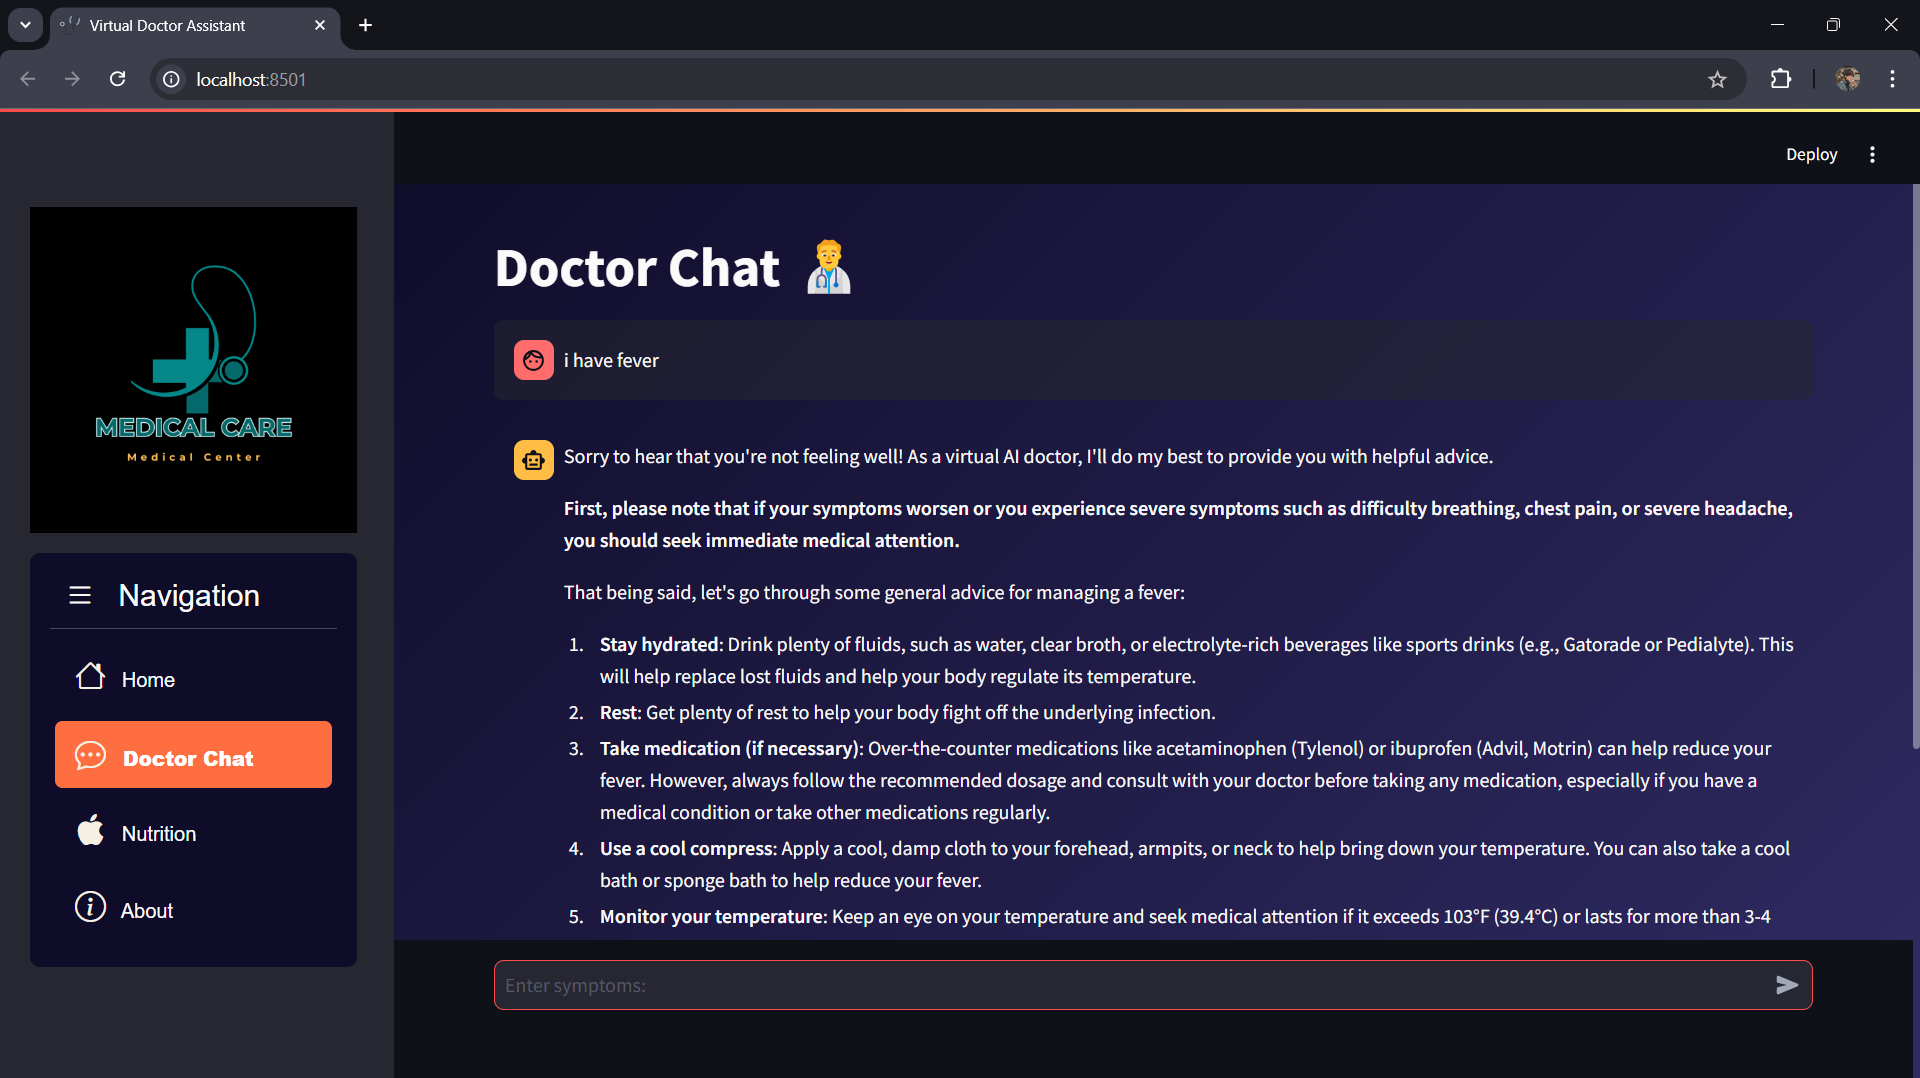 Virtual Doctor Assistant
localhost:8501
Deploy
MEDICAL CARE
Medical Center
Navigation
Home
Doctor Chat
Nutrition
About
Doctor Chat
i have fever
Sorry to hear that you're not feeling well! As a virtual AI doctor, I'll do my best to provide you with helpful advice.
First, please note that if your symptoms worsen or you experience severe symptoms such as difficulty breathing, chest pain, or severe headache,
you should seek immediate medical attention.
That being said, let's go through some general advice for managing a fever:
1. Stay hydrated: Drink plenty of fluids, such as water, clear broth, or electrolyte-rich beverages like sports drinks (e.g., Gatorade or Pedialyte). This
will help replace lost fluids and help your body regulate its temperature.
2. Rest: Get plenty of rest to help your body fight off the underlying infection.
3. Take medication (if necessary): Over-the-counter medications like acetaminophen (Tylenol) or ibuprofen (Advil, Motrin) can help reduce your
fever. However, always follow the recommended dosage and consult with your doctor before taking any medication, especially if you have a
medical condition or take other medications regularly.
4. Use a cool compress: Apply a cool, damp cloth to your forehead, armpits, or neck to help bring down your temperature. You can also take a cool
bath or sponge bath to help reduce your fever.
5. Monitor your temperature: Keep an eye on your temperature and seek medical attention if it exceeds 103°F (39.4°C) or lasts for more than 3-4
Enter symptoms: